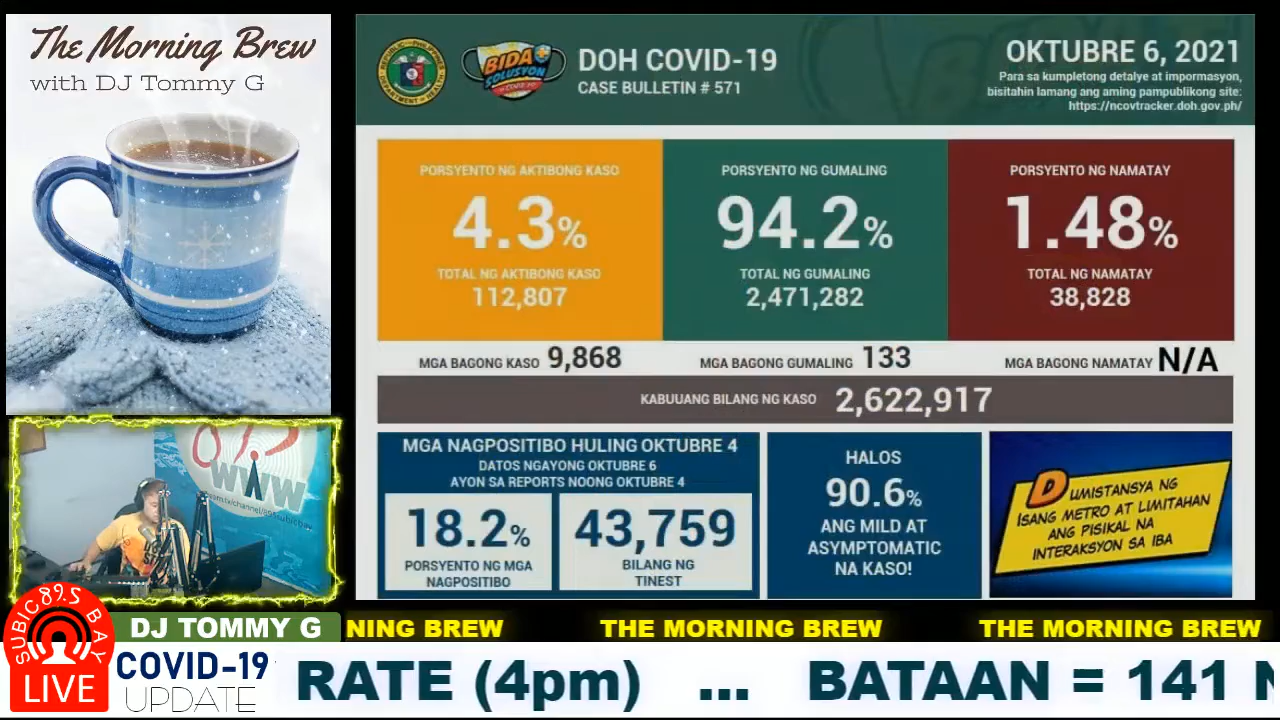 The Morning Brew
with DJ Tommy G
BIDA
SOLUSYON
DOH COVID-19
CASE BULLETIN # 571
OKTUBRE 6, 2021
Para sa kumpletong detalye at impormasyon,
bisitahin lamang ang aming pampublikong site:
https://ncovtracker.doh.gov.ph/
PORSYENTO NG AKTIBONG KASO
4.3%
TOTAL NG AKTIBONG KASO
112,807
PORSYENTO NG GUMALING
94.2%
TOTAL NG GUMALING
2,471,282
PORSYENTO NG NAMATAY
1.48%
TOTAL NG NAMATAY
38,828
MGA BAGONG KASO 9,868
MGA BAGONG GUMALING 133
MGA BAGONG NAMATAY N/A
KABUUANG BILANG NG KASO 2,622,917
MGA NAGPOSITIBO HULING OKTUBRE 4
DATOS NGAYONG OKTUBRE 6
AYON SA REPORTS NOONG OKTUBRE 4
18.2%
PORSYENTO NG MGA
NAGPOSITIBO
43,759
BILANG NG
TINEST
HALOS
90.6%
ANG MILD AT
ASYMPTOMATIC
NA KASO!
DUMISTANSYA NG
ISANG METRO AT LIMITAHAN
ANG PISIKAL NA
INTERAKSYON SA IBA
WWW
SUBIC 89.5 BAY
LIVE
DJ TOMMY G
NING BREW THE MORNING BREW THE MORNING BREW
COVID-19
UPDATE
RATE (4pm) ... BATAAN = 141 N